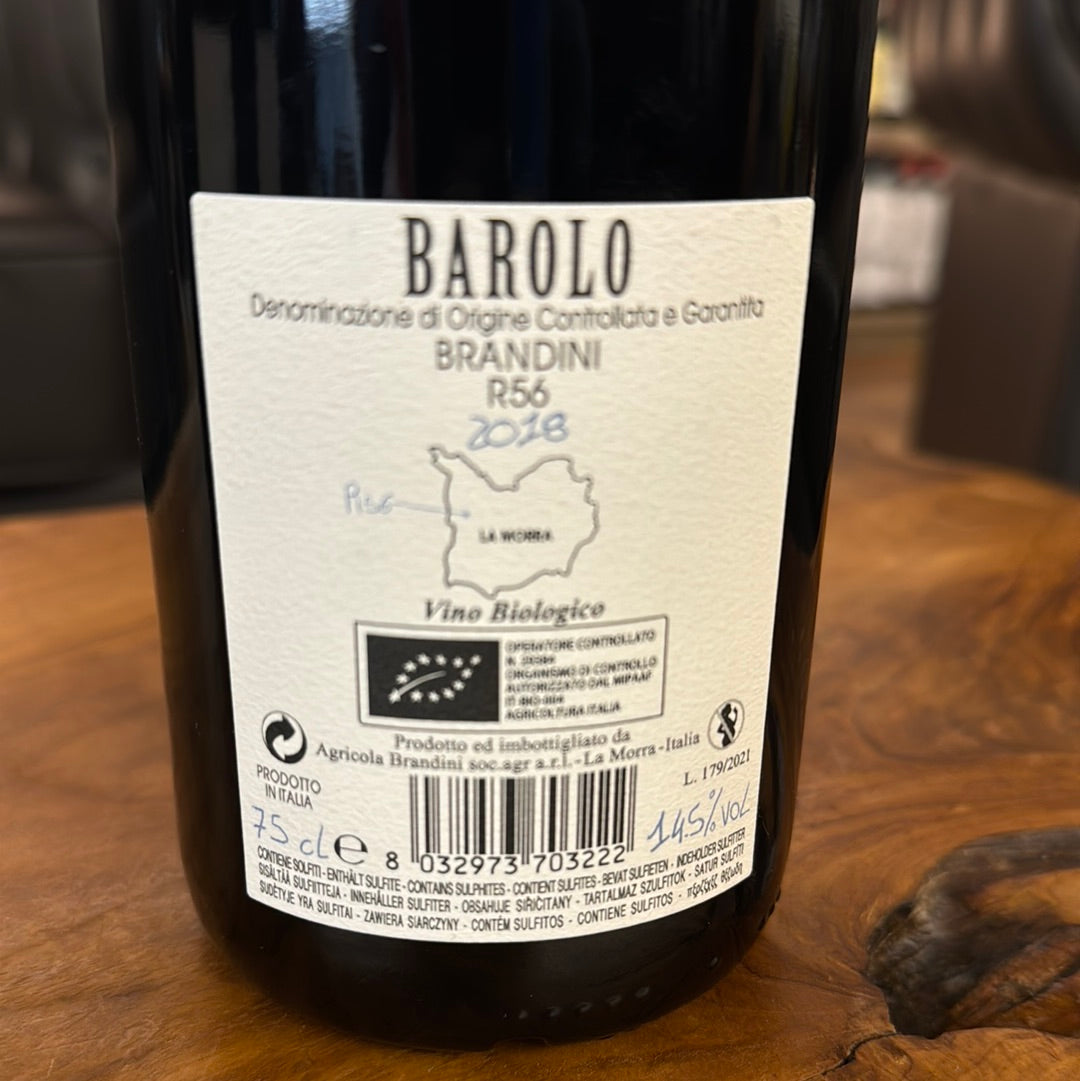 BAROLO
Denominazione di Origine Controllata e Garantita
BRANDINI
R56
2018
LA MORRA
Vino Biologico
OPERATORE CONTROLLATO
ORGANISMO DI CONTROLLO
AUTORIZZATO DAL MIPAAF
AGRICOLTURA ITALIA
Prodotto ed imbottigliato da
Agricola Brandini soc.agr a.r.l.-La Morra-Italia
PRODOTTO
IN ITALIA
L. 179/2021
75 cl e
14.5% VOL
8 032973 703222
CONTIENE SOLFITI - ENTHÄLT SULFITE - CONTAINS SULPHITES - CONTIENT SULFITES - BEVAT SULFIETEN - INDEHOLDER SULFITTER
SISÄLTÄÄ SULFIITTEJA - INNEHÅLLER SULFITER - OBSAHUJE SIŘIČITANY - TARTALMAZ SZULFITOK - SATUR SULFĪTI
SUDĖTYJE YRA SULFITAI - ZAWIERA SIARCZYNY - CONTÉM SULFITOS - CONTIENE SULFITOS